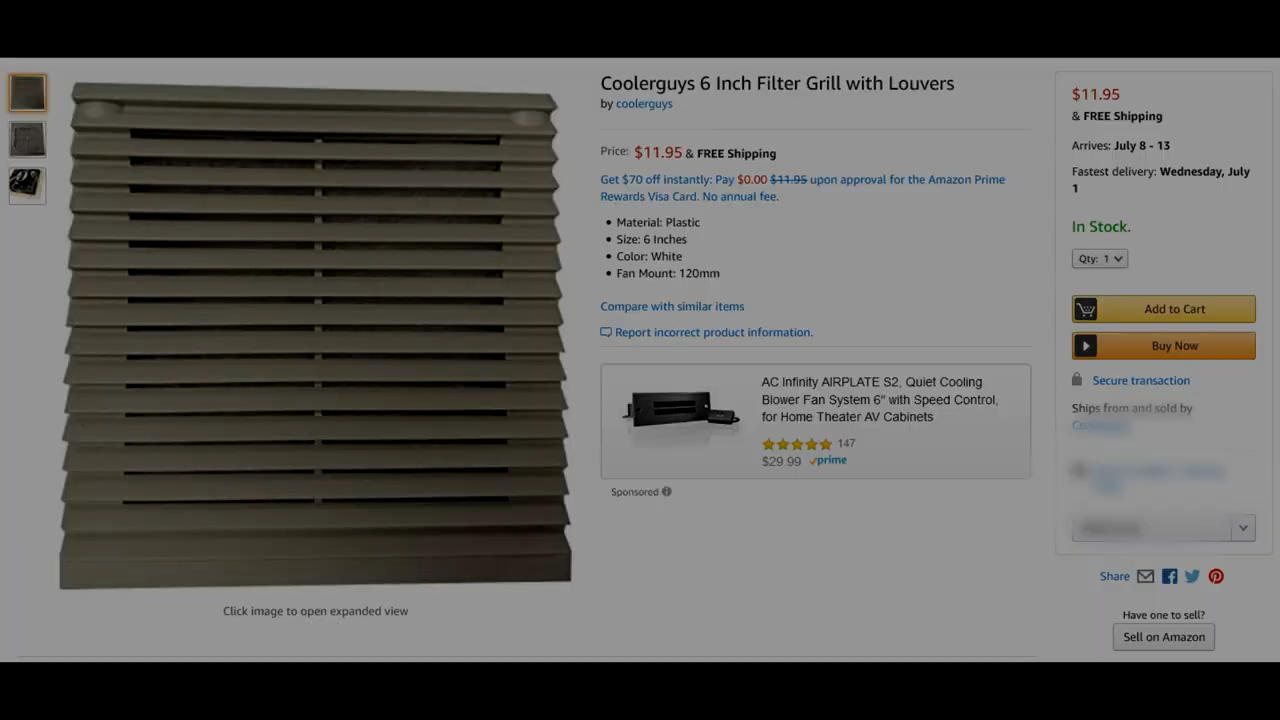 Coolerguys 6 Inch Filter Grill with Louvers
by coolerguys
Price: $11.95 & FREE Shipping
Get $70 off instantly: Pay $0.00 $11.95 upon approval for the Amazon Prime
Rewards Visa Card. No annual fee.
Material: Plastic
Size: 6 Inches
Color: White
Fan Mount: 120mm
Compare with similar items
Report incorrect product information.
AC Infinity AIRPLATE S2, Quiet Cooling
Blower Fan System 6" with Speed Control,
for Home Theater AV Cabinets
147
$29.99 prime
Sponsored
Click image to open expanded view
$11.95
& FREE Shipping
Arrives: July 8 - 13
Fastest delivery: Wednesday, July
1
In Stock.
Qty: 1
Add to Cart
Buy Now
Secure transaction
Ships from and sold by
Share
Have one to sell?
Sell on Amazon